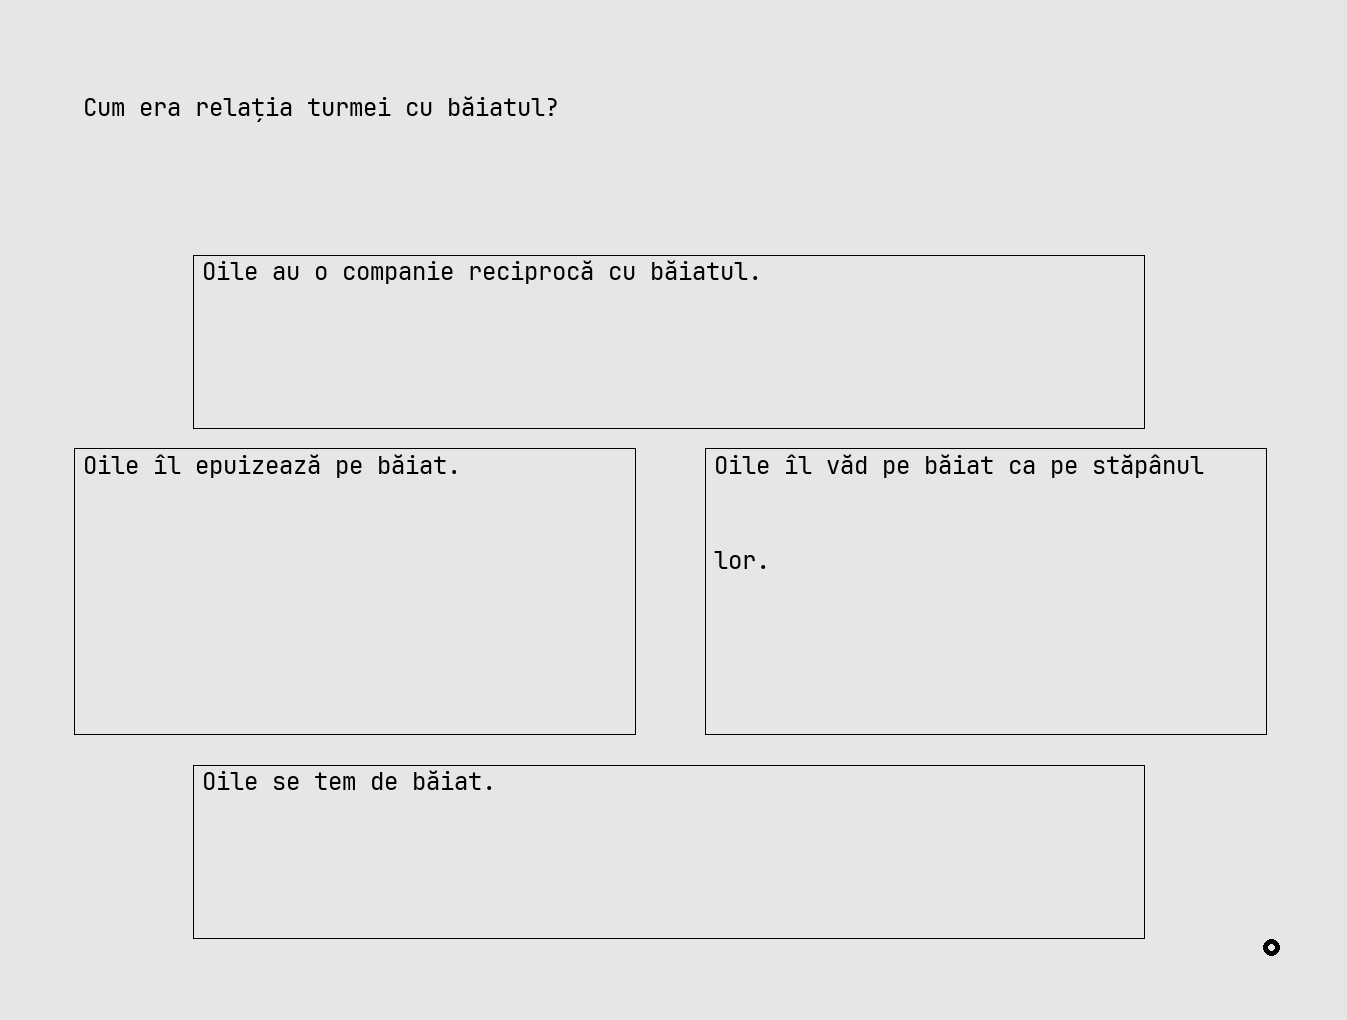 Cum era relația turmei cu băiatul?
Oile au o companie reciprocă cu băiatul.
Oile îl epuizează pe băiat.
Oile îl văd pe băiat ca pe stăpânul
lor.
Oile se tem de băiat.